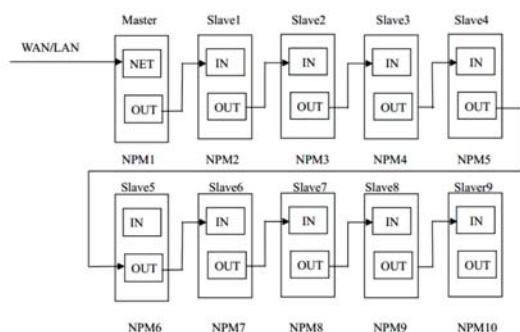 Master Slave1 Slave2 Slave3 Slave4
WAN/LAN
NET IN IN IN IN
OUT OUT OUT OUT OUT
NPM1 NPM2 NPM3 NPM4 NPM5
Slave5 Slave6 Slave7 Slave8 Slaver9
IN IN IN IN IN
OUT OUT OUT OUT OUT
NPM6 NPM7 NPM8 NPM9 NPM10